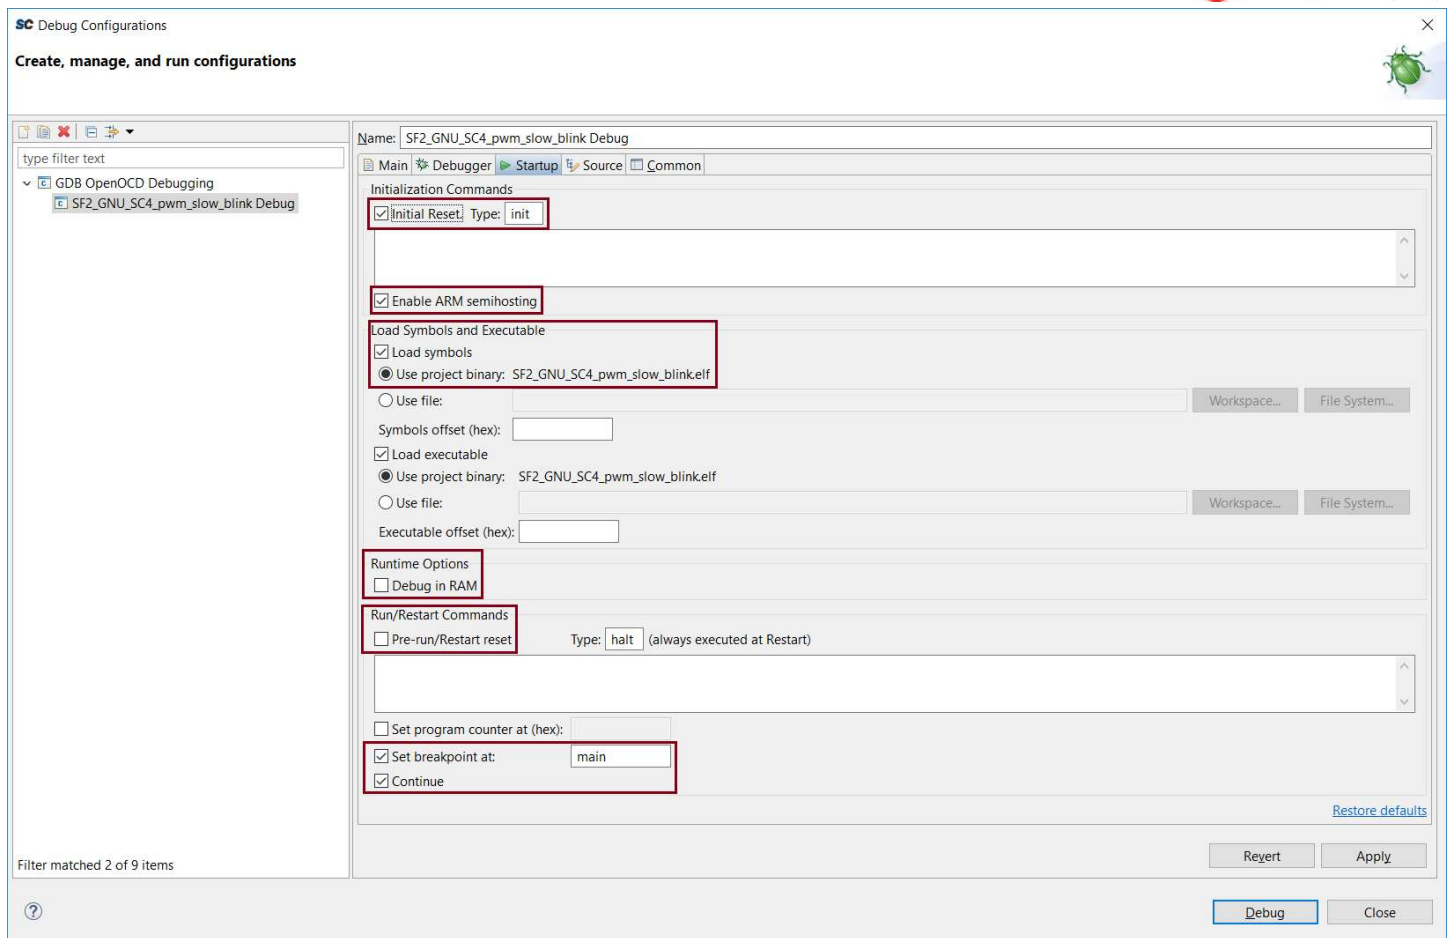 SC Debug Configurations
Create, manage, and run configurations
type filter text
GDB OpenOCD Debugging
SF2_GNU_SC4_pwm_slow_blink Debug
Filter matched 2 of 9 items
Name: SF2_GNU_SC4_pwm_slow_blink Debug
Main Debugger Startup Source Common
Initialization Commands
Initial Reset. Type: init
Enable ARM semihosting
Load Symbols and Executable
Load symbols
Use project binary: SF2_GNU_SC4_pwm_slow_blink.elf
Use file: Workspace... File System...
Symbols offset (hex):
Load executable
Use project binary: SF2_GNU_SC4_pwm_slow_blink.elf
Use file: Workspace... File System...
Executable offset (hex):
Runtime Options
Debug in RAM
Run/Restart Commands
Pre-run/Restart reset Type: halt (always executed at Restart)
Set program counter at (hex):
Set breakpoint at: main
Continue
Restore defaults
Revert Apply
Debug Close